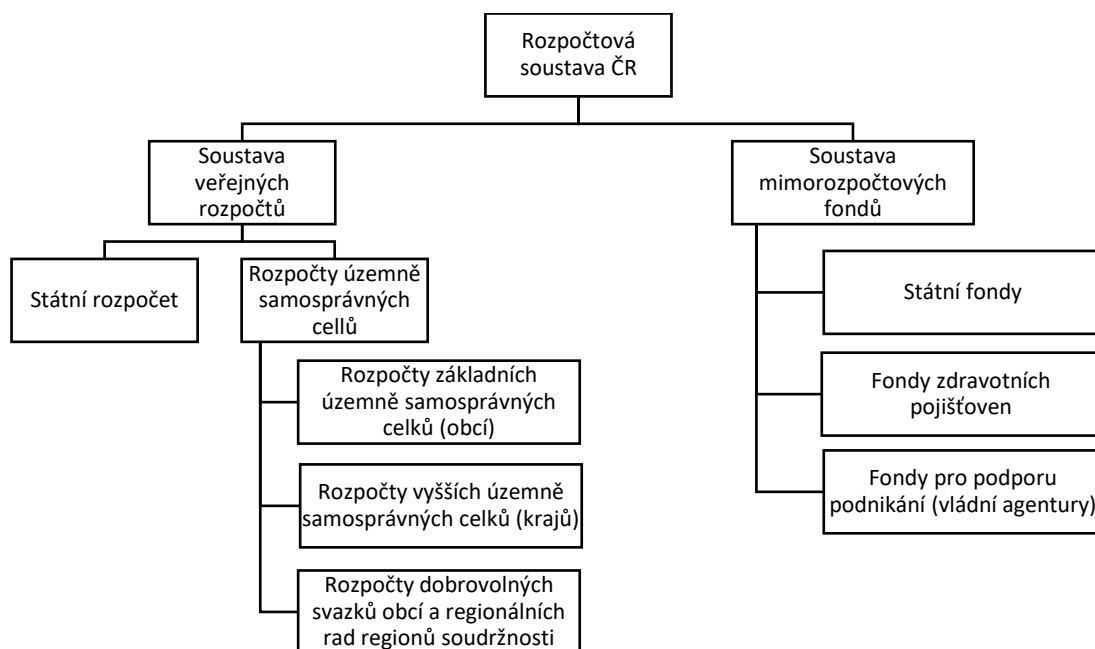 Rozpočtová
soustava ČR
Soustava
veřejných
rozpočtů
Soustava
mimorozpočtových
fondů
Státní rozpočet
Rozpočty územně
samosprávných
cellů
Rozpočty základních
územně samosprávných
celků (obcí)
Rozpočty vyšších územně
samosprávných celků (krajů)
Rozpočty dobrovolných
svazků obcí a regionálních
rad regionů soudržnosti
Státní fondy
Fondy zdravotních
pojišťoven
Fondy pro podporu
podnikání (vládní agentury)